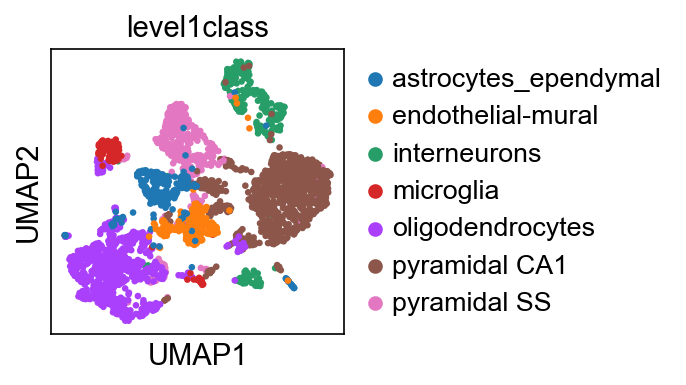 level1class
UMAP2
UMAP1
astrocytes_ependymal
endothelial-mural
interneurons
microglia
oligodendrocytes
pyramidal CA1
pyramidal SS